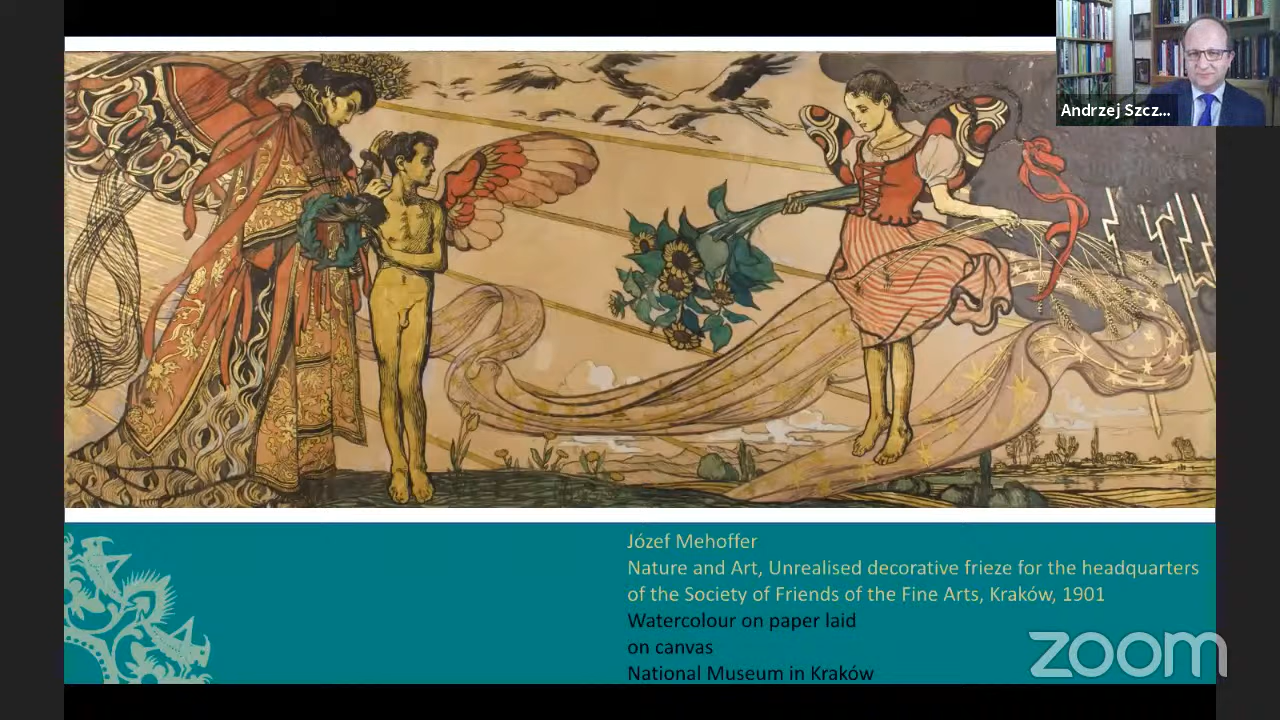 Andrzej Szcz...
Józef Mehoffer
Nature and Art, Unrealised decorative frieze for the headquarters
of the Society of Friends of the Fine Arts, Kraków, 1901
Watercolour on paper laid
on canvas
National Museum in Kraków
zoom